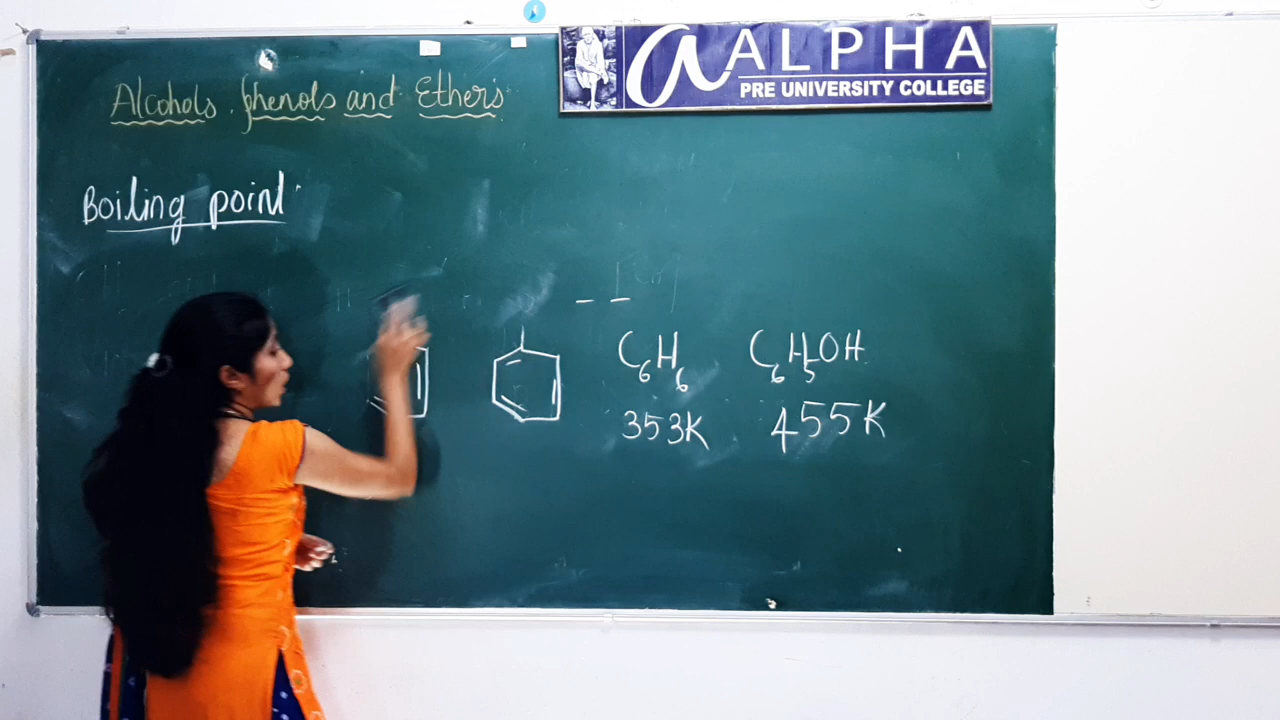 a ALPHA
PRE UNIVERSITY COLLEGE
Alcohols, phenols and Ethers
Boiling point
C6H6 C6H5OH
353K 455K